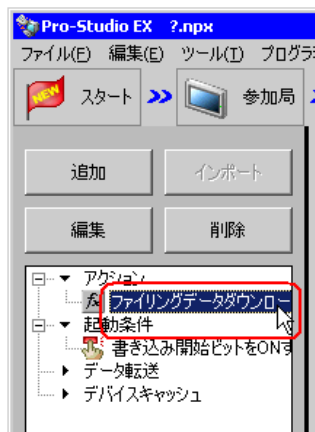 Pro-Studio EX ?.npx
ファイル(F) 編集(E) ツール(T) プログラ
NEW スタート 参加局
追加 インポート
編集 削除
アクション
fx ファイリングデータダウンロー
起動条件
書き込み開始ビットをONす
データ転送
デバイスキャッシュ